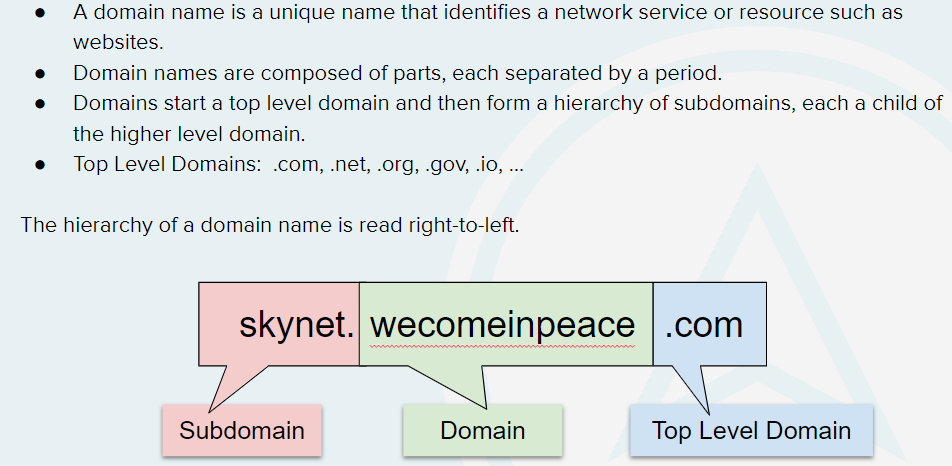 ● A domain name is a unique name that identifies a network service or resource such as
websites.
● Domain names are composed of parts, each separated by a period.
● Domains start a top level domain and then form a hierarchy of subdomains, each a child of
the higher level domain.
● Top Level Domains:  .com, .net, .org, .gov, .io, ...
The hierarchy of a domain name is read right-to-left.
skynet. wecomeinpeace .com
Subdomain Domain Top Level Domain